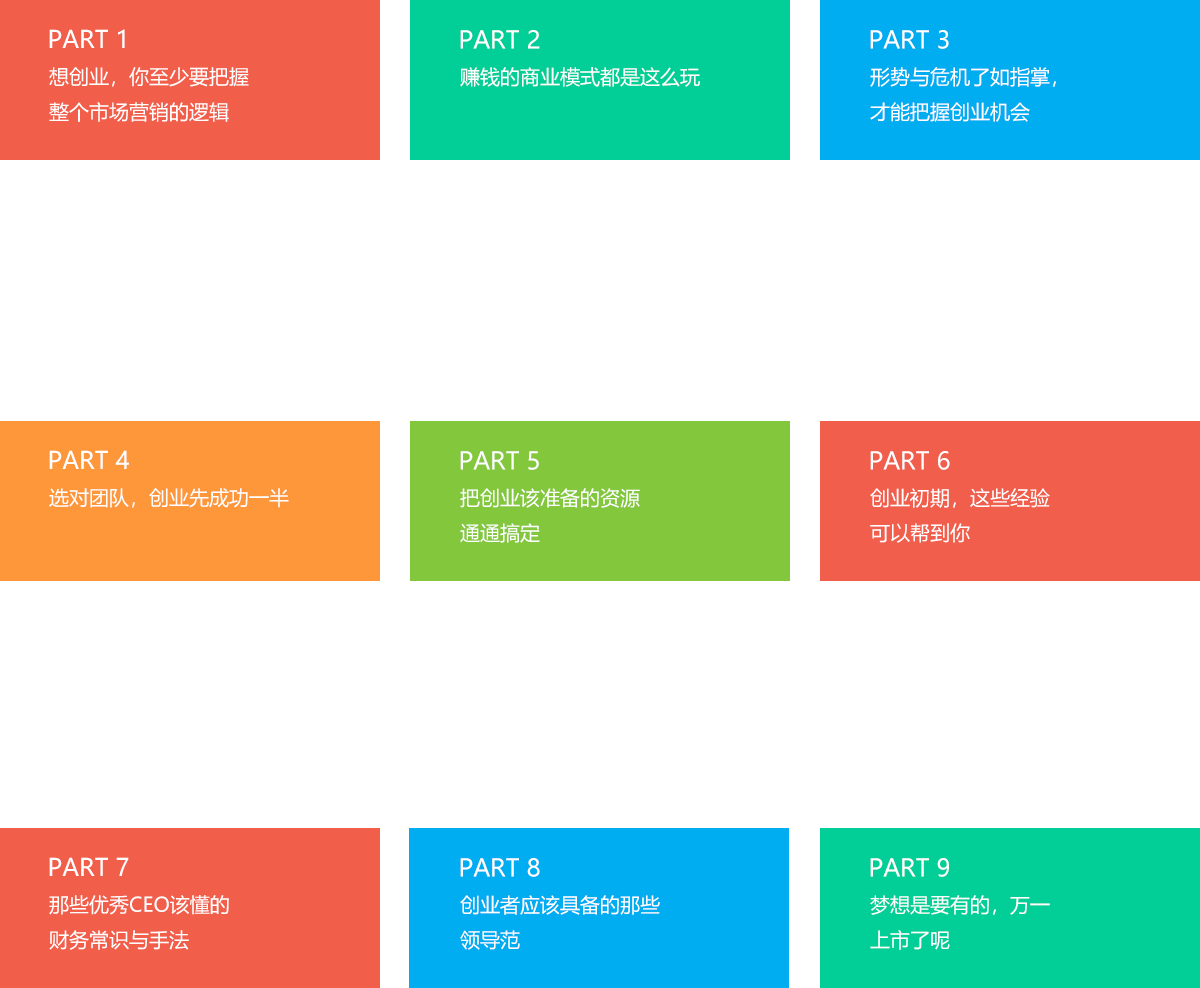 PART 1
想创业，你至少要把握
整个市场营销的逻辑
PART 2
赚钱的商业模式都是这么玩
PART 3
形势与危机了如指掌，
才能把握创业机会
PART 4
选对团队，创业先成功一半
PART 5
把创业该准备的资源
通通搞定
PART 6
创业初期，这些经验
可以帮到你
PART 7
那些优秀CEO该懂的
财务常识与手法
PART 8
创业者应该具备的那些
领导范
PART 9
梦想是要有的，万一
上市了呢